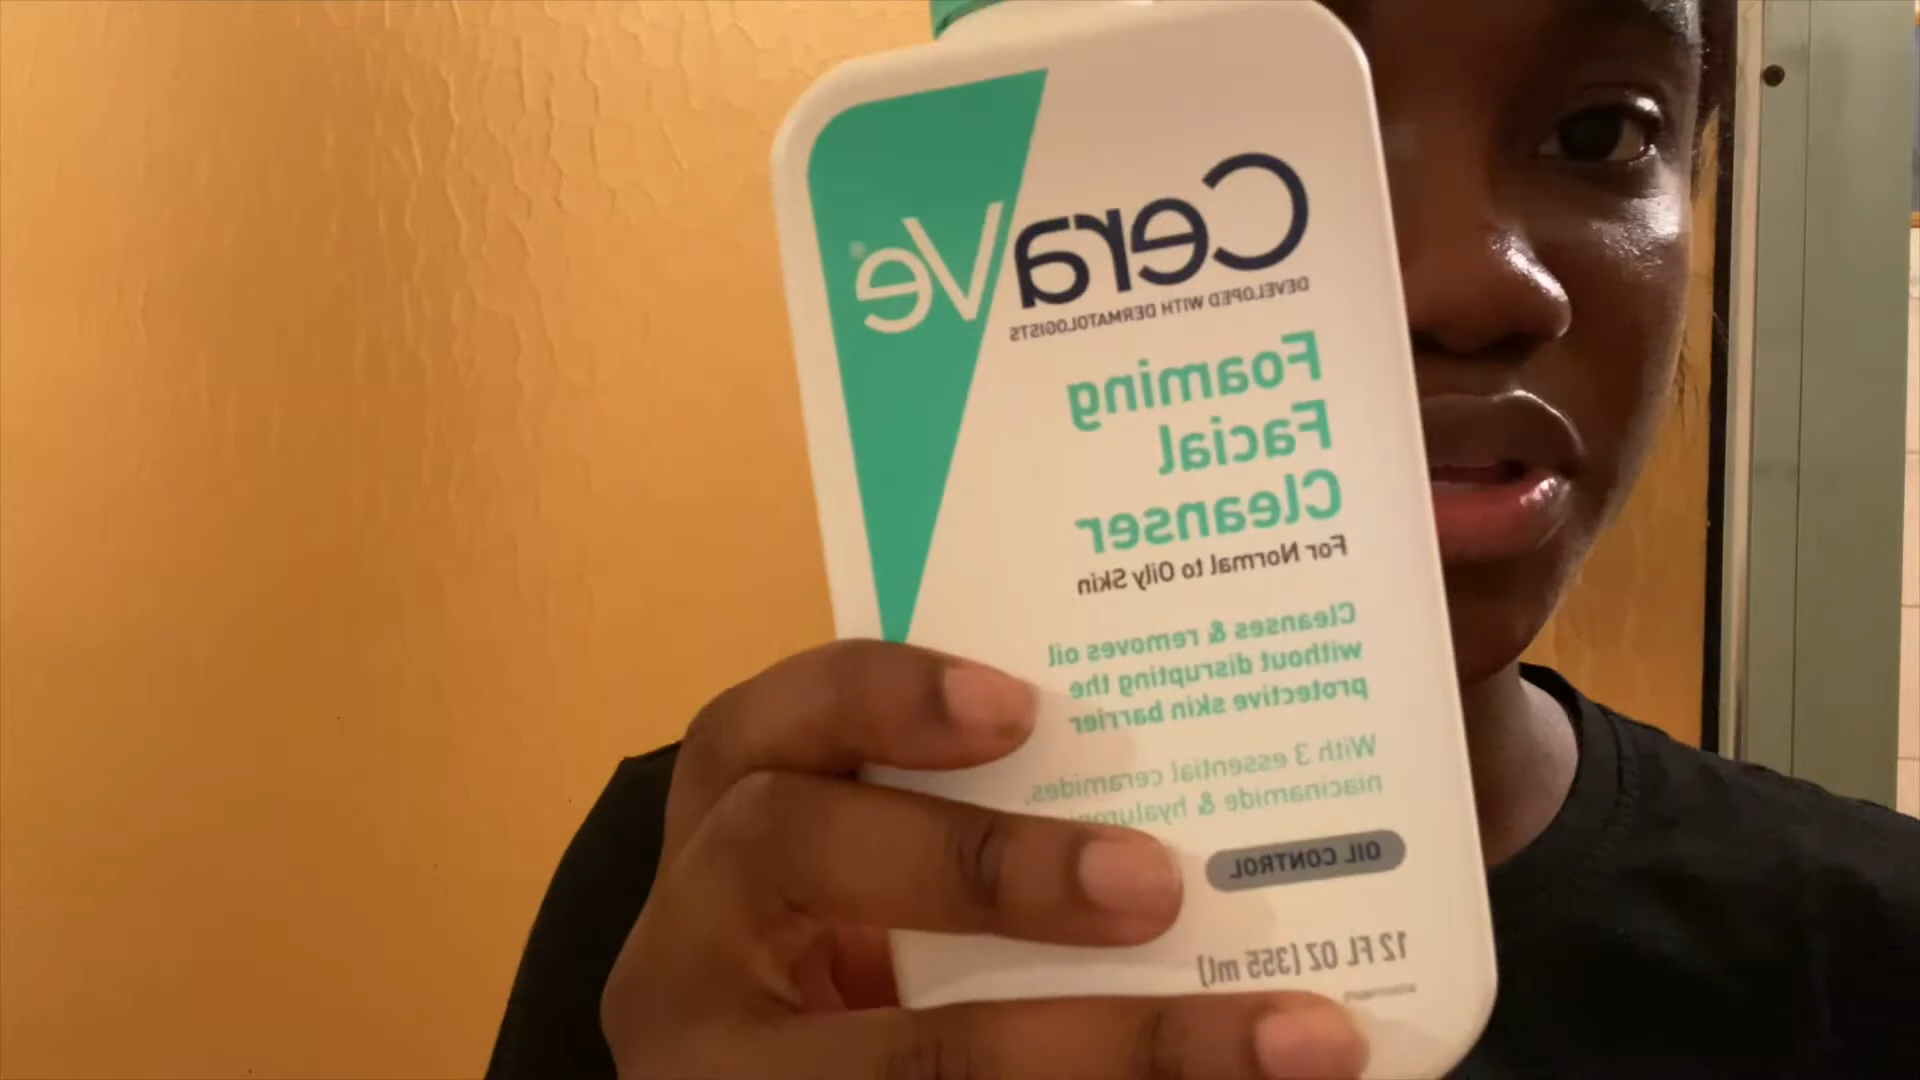 CeraVe®
DEVELOPED WITH DERMATOLOGISTS
Foaming
Facial
Cleanser
For Normal to Oily Skin
Cleanses & removes oil
without disrupting the
protective skin barrier
With 3 essential ceramides,
niacinamide &
OIL CONTROL
12 FL OZ (355 ml)